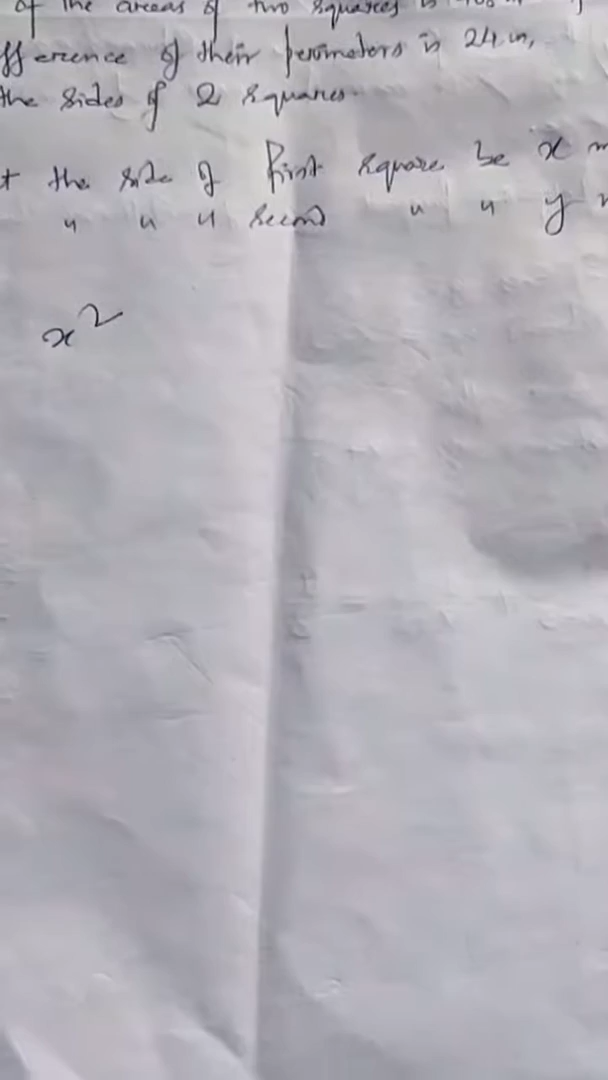 of the areas of two squares is
fference of their perimeters is 24 m,
the sides of 2 squares.
t the side of first square be x m
" " " second " " y
x²